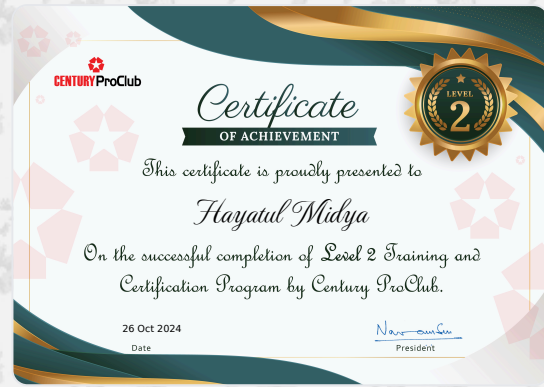 CENTURY ProClub
Certificate
OF ACHIEVEMENT
LEVEL
2
This certificate is proudly presented to
Hayatul Midya
On the successful completion of Level 2 Training and
Certification Program by Century ProClub.
26 Oct 2024
Date
President